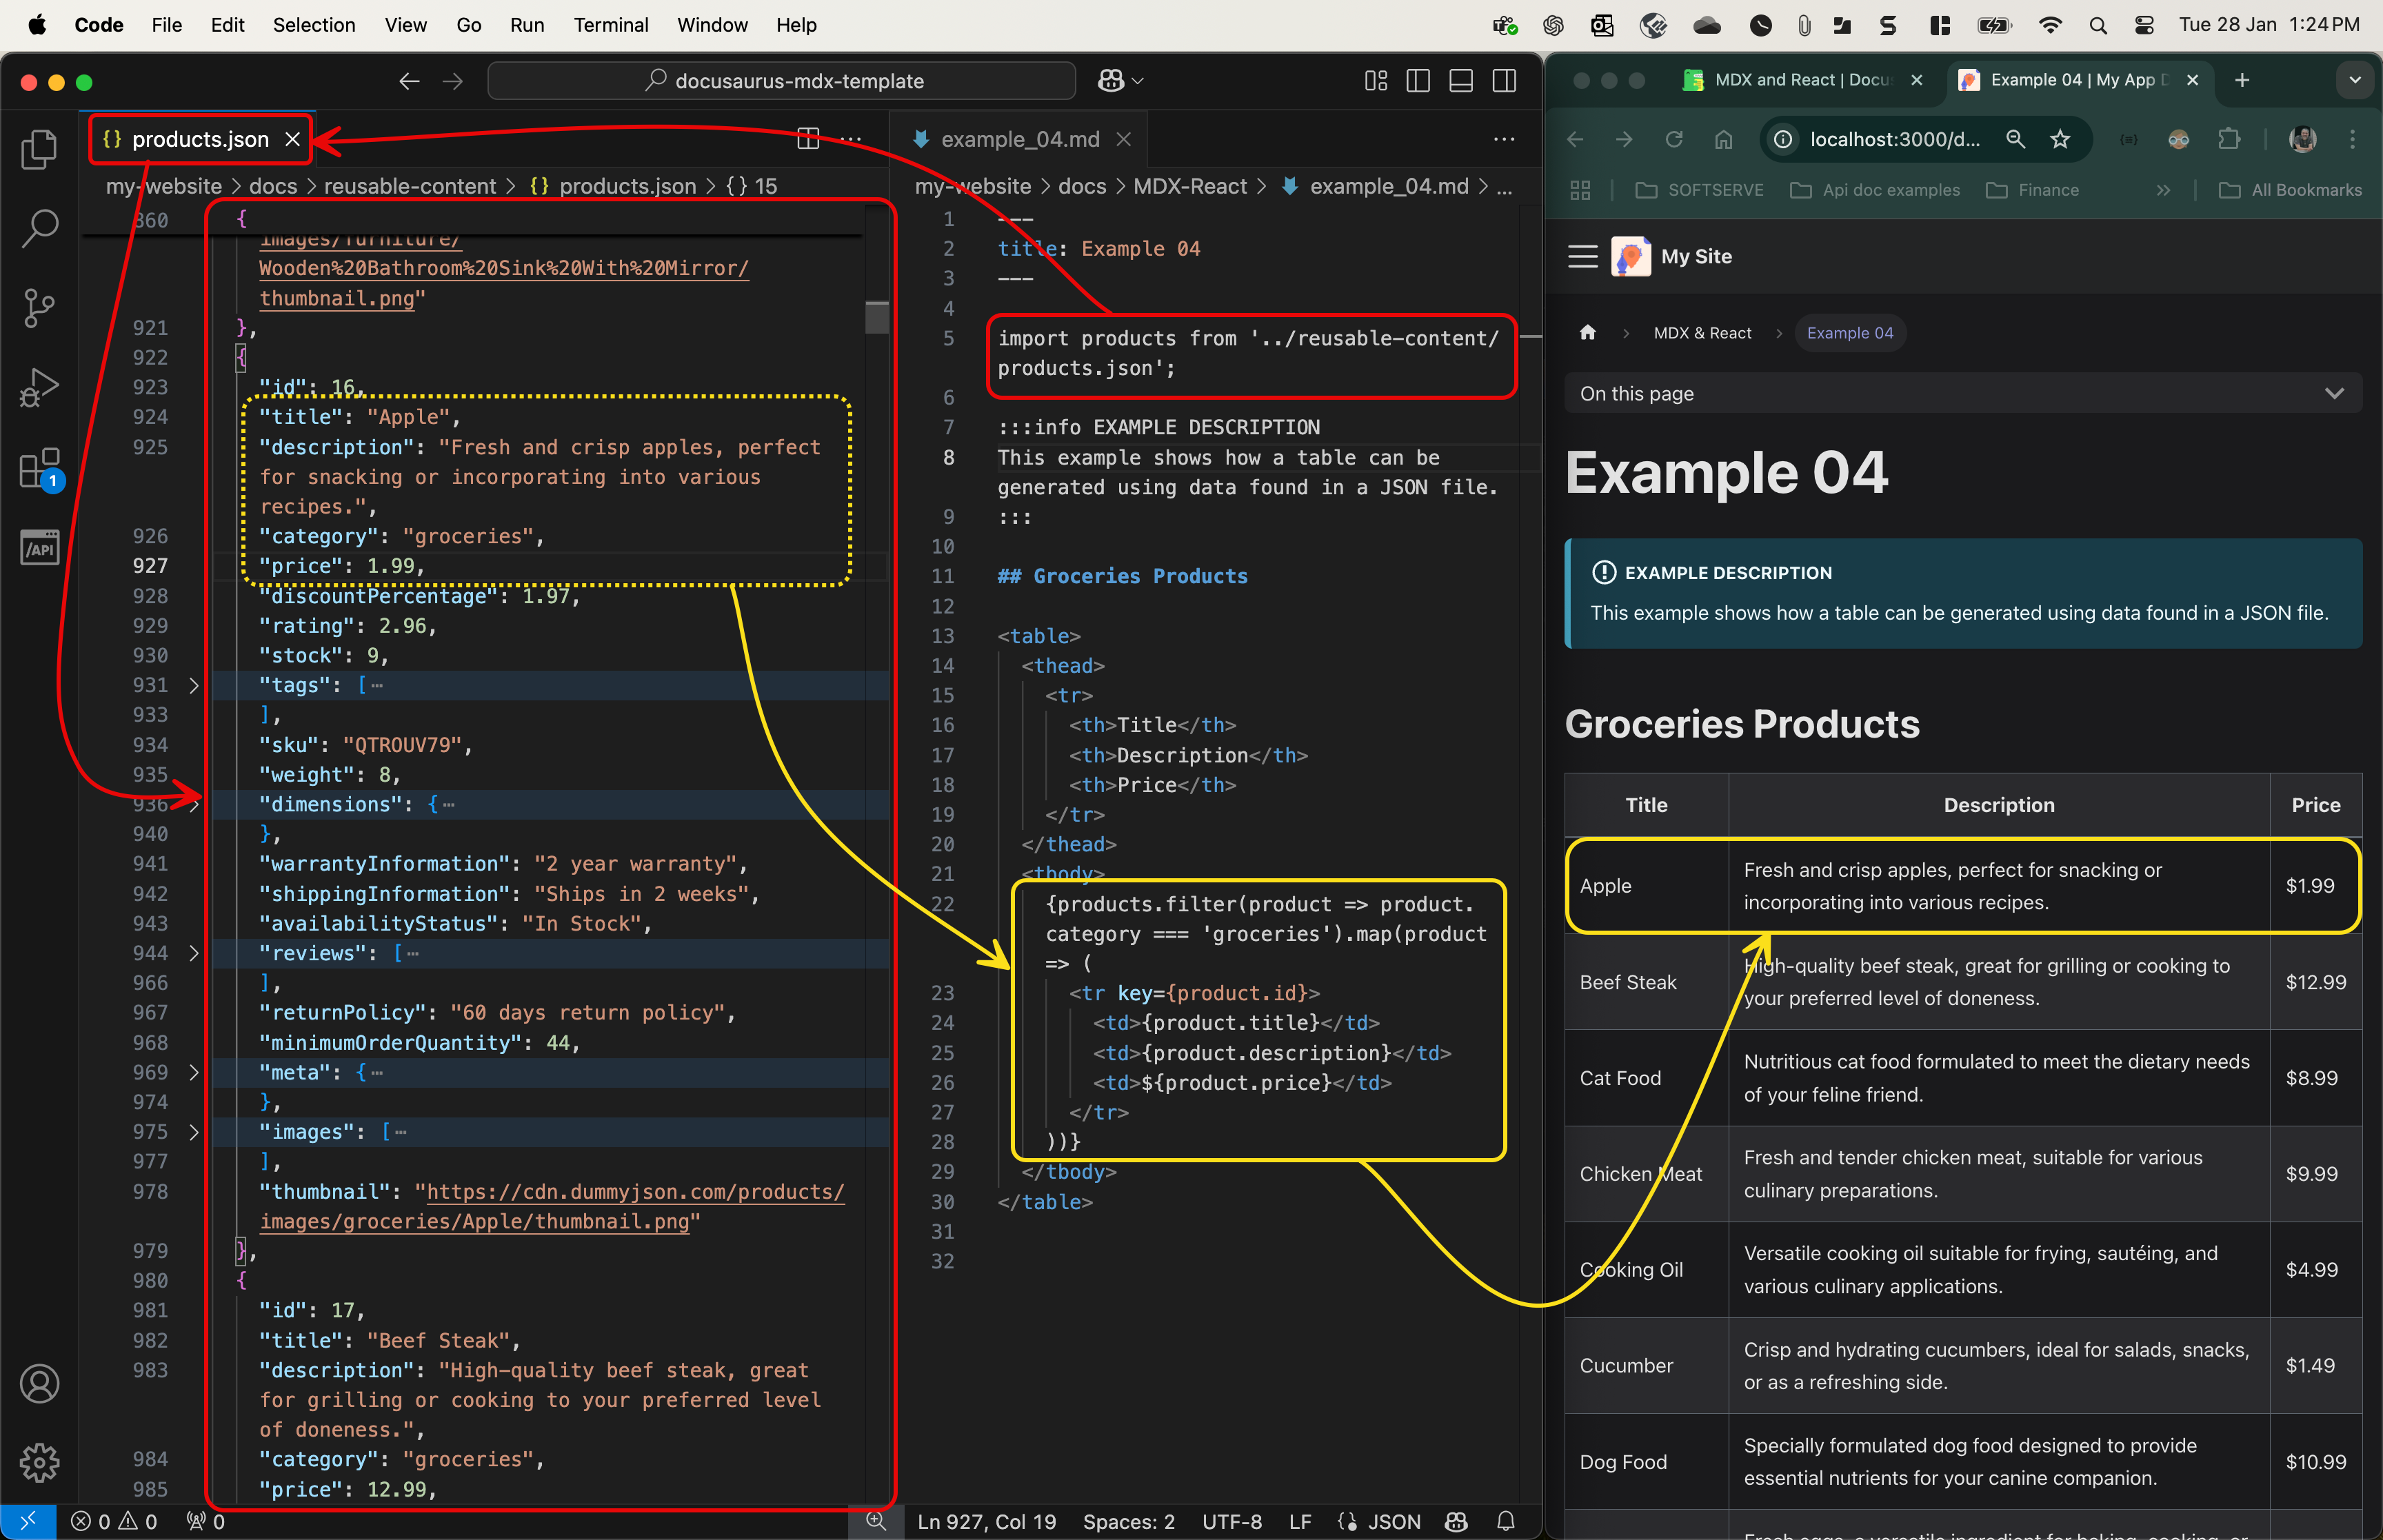 Code File Edit Selection View Go Run Terminal Window Help
Tue 28 Jan 1:24 PM
docusaurus-mdx-template
products.json
my-website > docs > reusable-content > {} products.json > {} 15
860 {
images/furniture/
Wooden%20Bathroom%20Sink%20With%20Mirror/
thumbnail.png"
921 },
922 {
923 "id": 16,
924 "title": "Apple",
925 "description": "Fresh and crisp apples, perfect
for snacking or incorporating into various
recipes.",
926 "category": "groceries",
927 "price": 1.99,
928 "discountPercentage": 1.97,
929 "rating": 2.96,
930 "stock": 9,
931 "tags": [⋯
933 ],
934 "sku": "QTROUV79",
935 "weight": 8,
936 "dimensions": {⋯
940 },
941 "warrantyInformation": "2 year warranty",
942 "shippingInformation": "Ships in 2 weeks",
943 "availabilityStatus": "In Stock",
944 "reviews": [⋯
966 ],
967 "returnPolicy": "60 days return policy",
968 "minimumOrderQuantity": 44,
969 "meta": {⋯
974 },
975 "images": [⋯
977 ],
978 "thumbnail": "https://cdn.dummyjson.com/products/
images/groceries/Apple/thumbnail.png"
979 },
980 {
981 "id": 17,
982 "title": "Beef Steak",
983 "description": "High-quality beef steak, great
for grilling or cooking to your preferred level
of doneness.",
984 "category": "groceries",
985 "price": 12.99,
/API
1
example_04.md
my-website > docs > MDX-React > example_04.md > ...
1 ---
2 title: Example 04
3 ---
4
5 import products from '../reusable-content/
products.json';
6
7 :::info EXAMPLE DESCRIPTION
8 This example shows how a table can be
generated using data found in a JSON file.
9 :::
10
11 ## Groceries Products
12
13 <table>
14 <thead>
15 <tr>
16 <th>Title</th>
17 <th>Description</th>
18 <th>Price</th>
19 </tr>
20 </thead>
21 <tbody>
22 {products.filter(product => product.
category === 'groceries').map(product
=> (
23 <tr key={product.id}>
24 <td>{product.title}</td>
25 <td>{product.description}</td>
26 <td>${product.price}</td>
27 </tr>
28 ))}
29 </tbody>
30 </table>
31
32
0 0 0
Ln 927, Col 19 Spaces: 2 UTF-8 LF JSON
MDX and React | Docus
Example 04 | My App D
localhost:3000/d...
SOFTSERVE Api doc examples Finance » All Bookmarks
My Site
MDX & React > Example 04
On this page
Example 04
EXAMPLE DESCRIPTION
This example shows how a table can be generated using data found in a JSON file.
Groceries Products
Title Description Price
Apple Fresh and crisp apples, perfect for snacking or $1.99
incorporating into various recipes.
Beef Steak High-quality beef steak, great for grilling or cooking to $12.99
your preferred level of doneness.
Cat Food Nutritious cat food formulated to meet the dietary needs $8.99
of your feline friend.
Chicken Meat Fresh and tender chicken meat, suitable for various $9.99
culinary preparations.
Cooking Oil Versatile cooking oil suitable for frying, sautéing, and $4.99
various culinary applications.
Cucumber Crisp and hydrating cucumbers, ideal for salads, snacks, $1.49
or as a refreshing side.
Dog Food Specially formulated dog food designed to provide $10.99
essential nutrients for your canine companion.